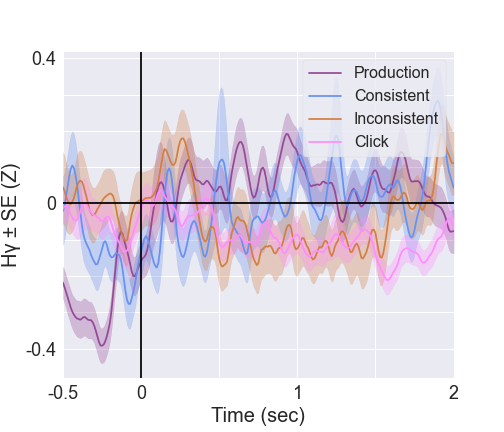 0.4
0
-0.4
Hγ ± SE (Z)
Production
Consistent
Inconsistent
Click
-0.5
0
1
2
Time (sec)